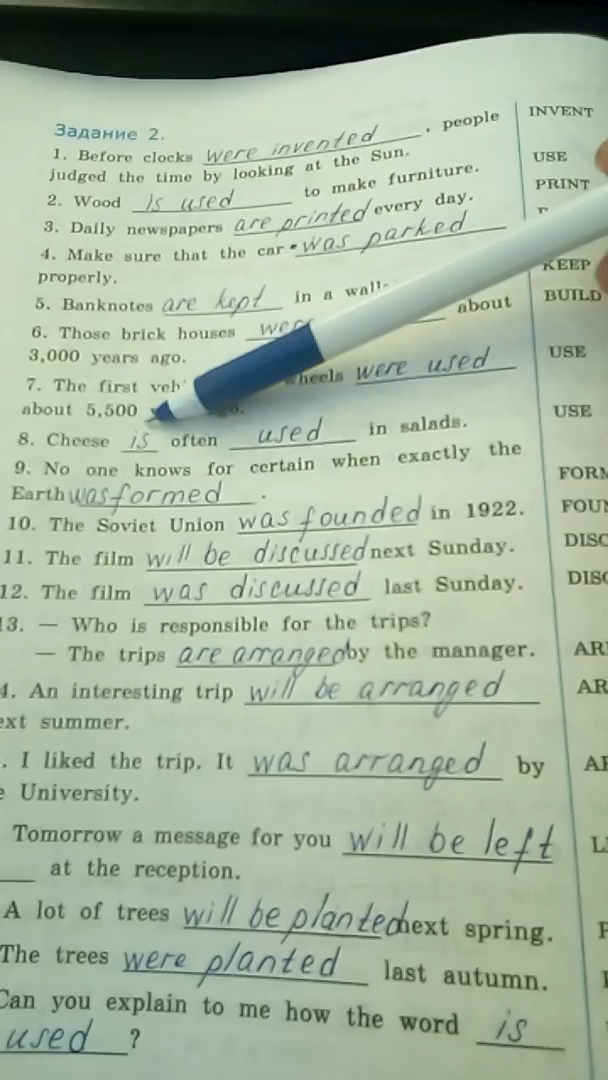 Задание 2.
1. Before clocks were invented, people INVENT
judged the time by looking at the Sun.
2. Wood is used to make furniture. USE
3. Daily newspapers are printed every day. PRINT
4. Make sure that the car was parked
properly.
5. Banknotes are kept in a KEEP
6. Those brick houses about BUILD
3,000 years ago.
7. The first wheels were used USE
about 5,500
8. Cheese is often used in salads. USE
9. No one knows for certain when exactly the
Earth was formed.
10. The Soviet Union was founded in 1922.
11. The film will be discussed next Sunday.
12. The film was discussed last Sunday.
13. — Who is responsible for the trips?
— The trips are arranged by the manager.
An interesting trip will be arranged
summer.
I liked the trip. It was arranged by
University.
Tomorrow a message for you will be left
at the reception.
A lot of trees will be planted next spring.
The trees were planted last autumn.
Can you explain to me how the word is
used?